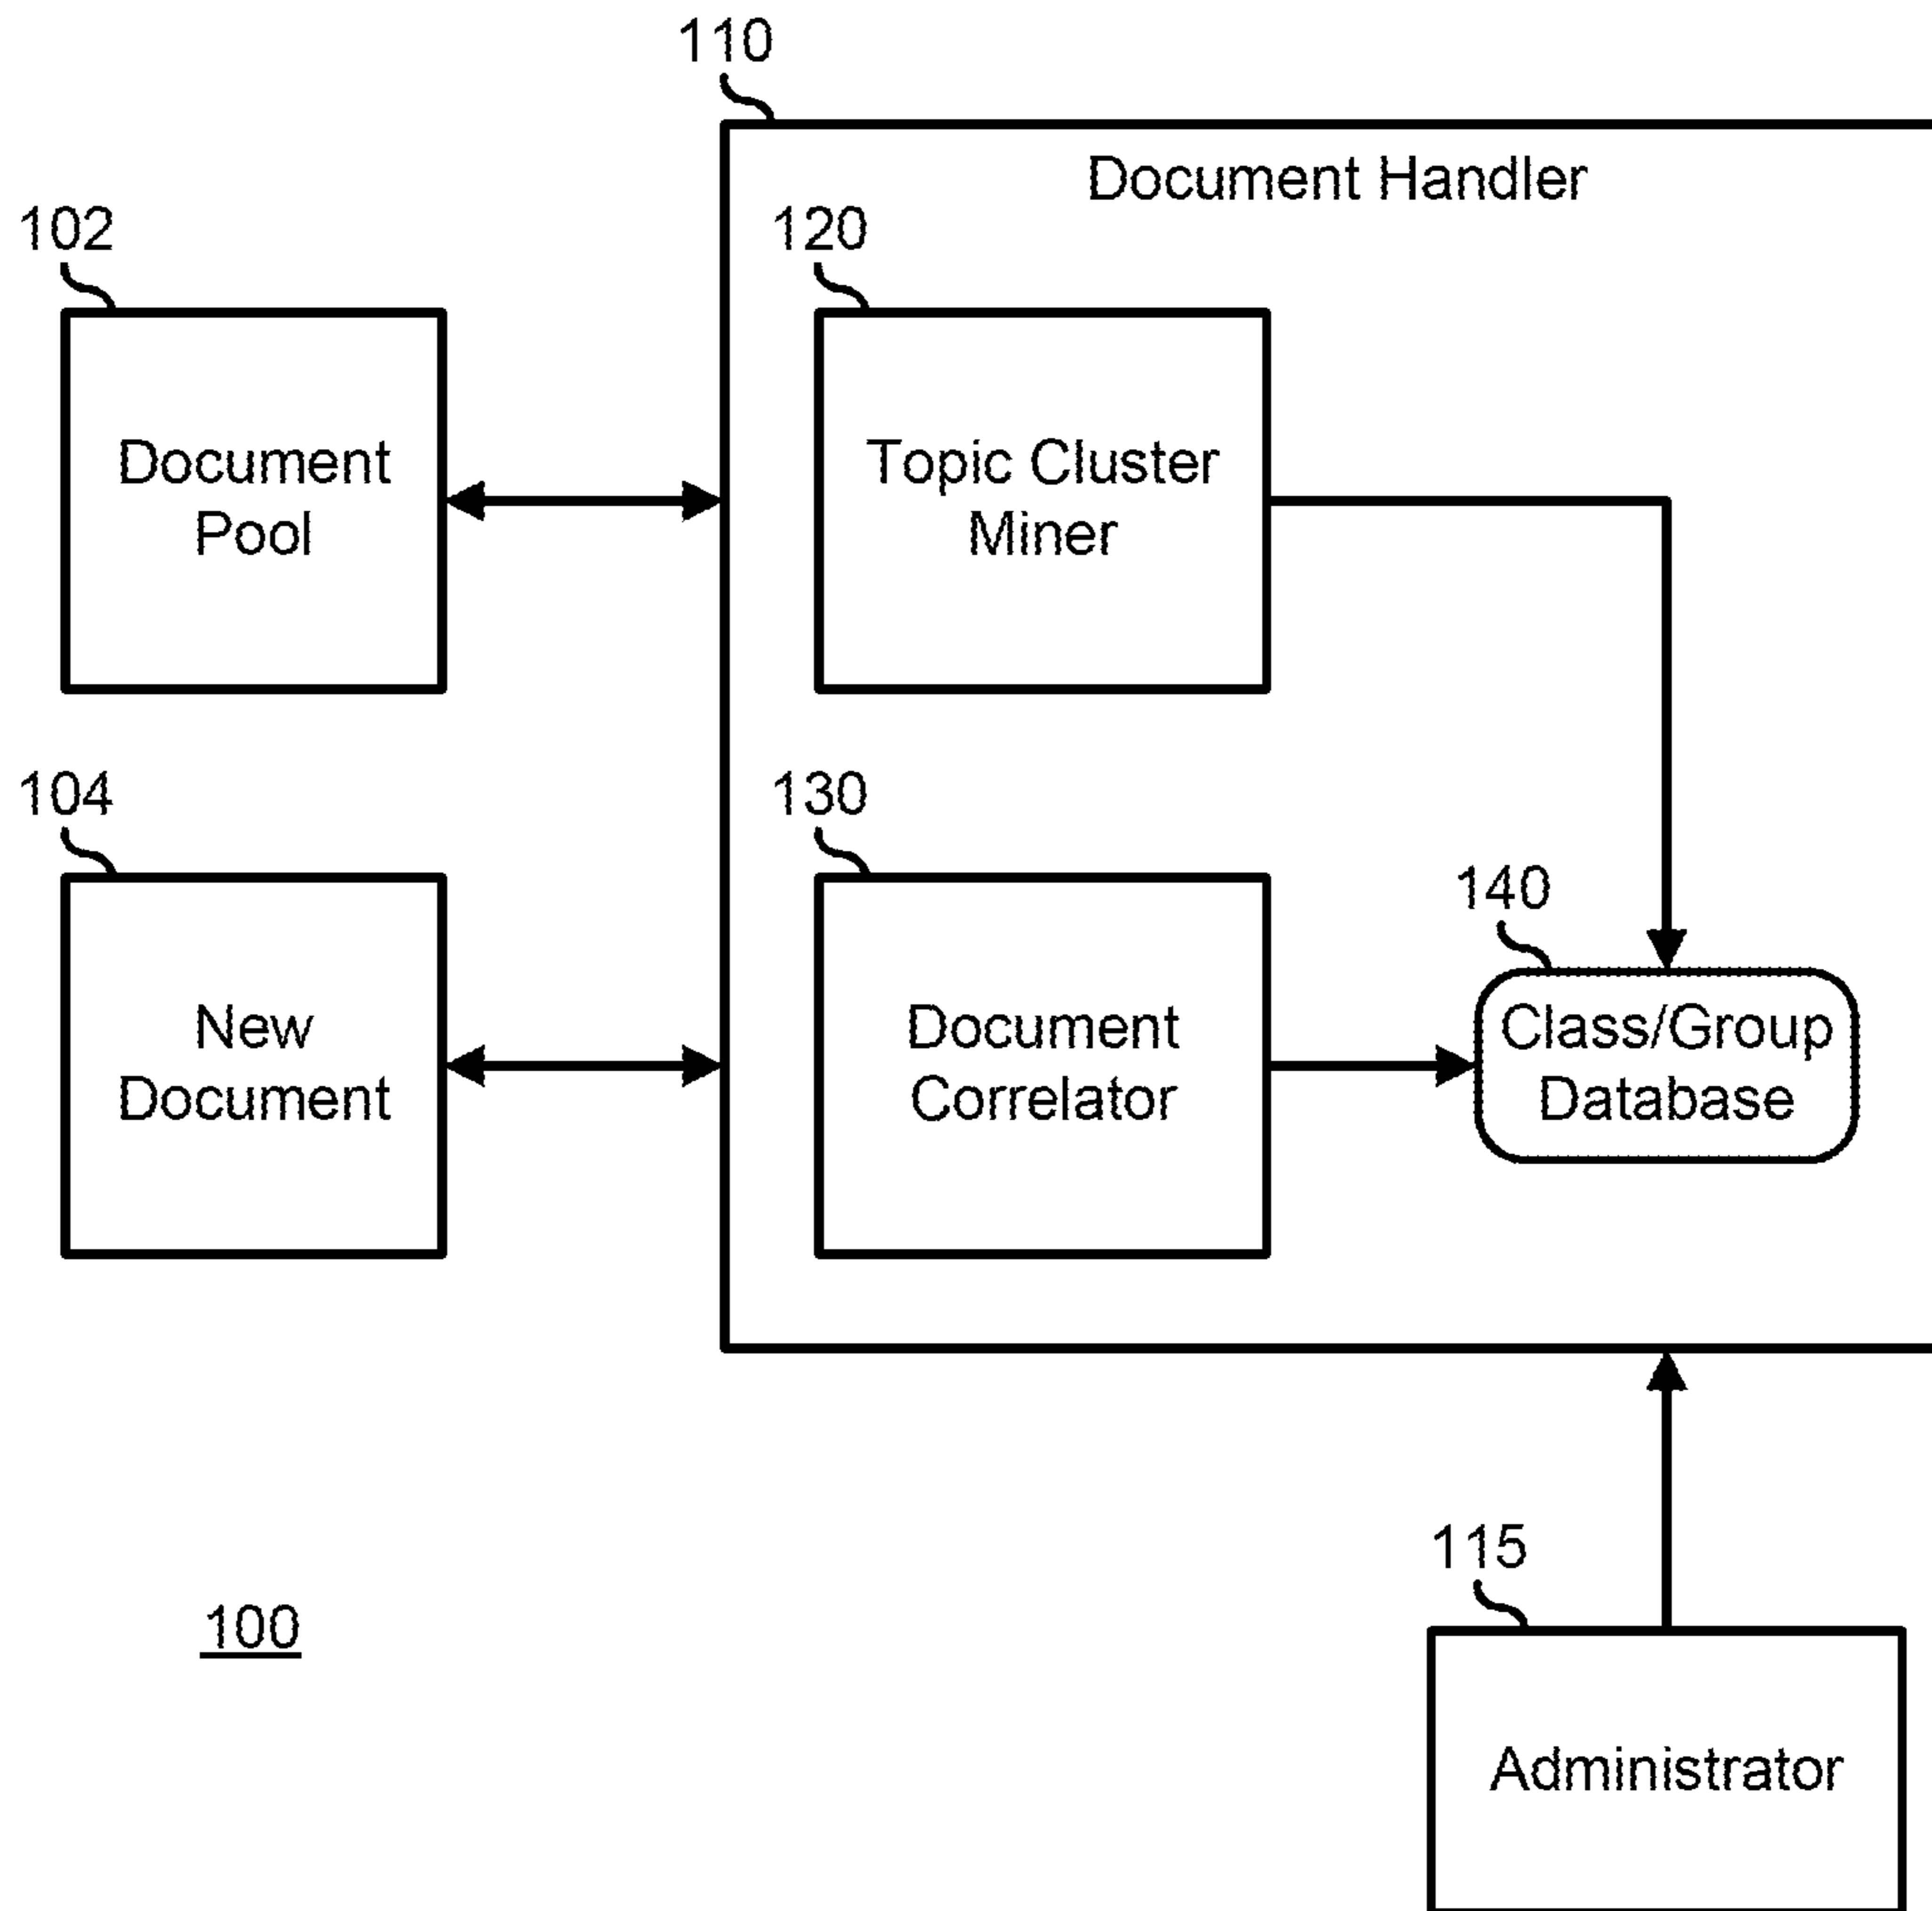 110
Document Handler
102
120
Document
Pool
Topic Cluster
Miner
104
130
140
New
Document
Document
Correlator
Class/Group
Database
115
100
Administrator